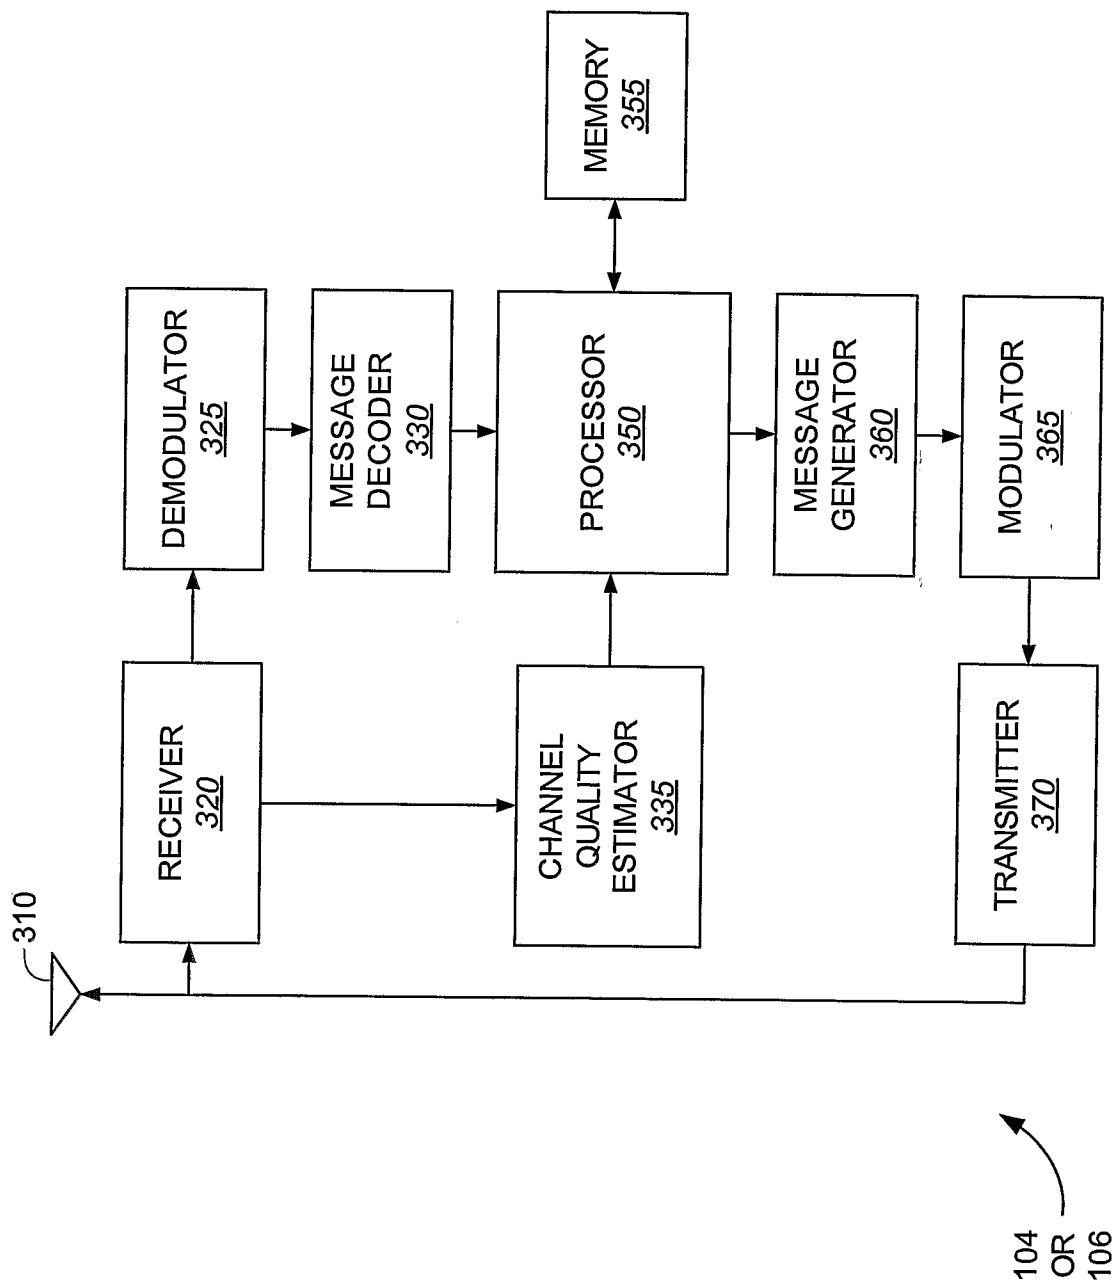 310
RECEIVER
320
DEMODULATOR
325
MESSAGE
DECODER
330
CHANNEL
QUALITY
ESTIMATOR
335
PROCESSOR
350
MEMORY
355
MESSAGE
GENERATOR
360
MODULATOR
365
TRANSMITTER
370
104
OR
106